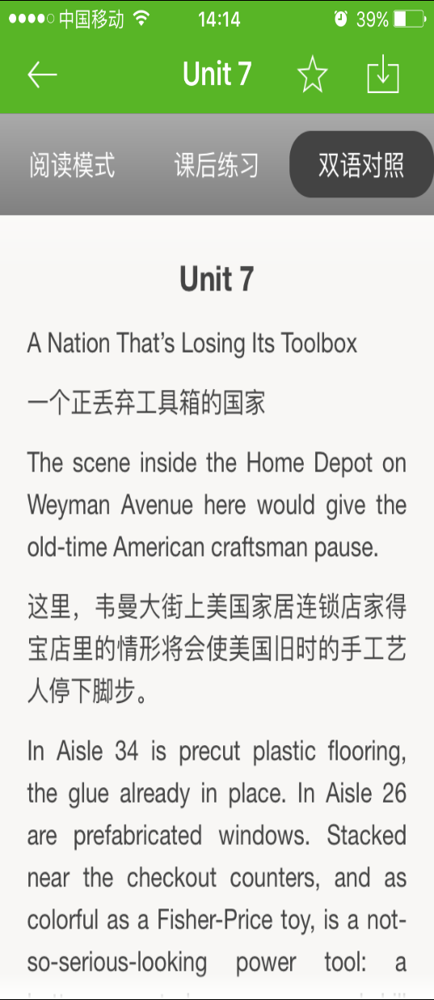 中国移动 14:14 39%
Unit 7
阅读模式 课后练习 双语对照
Unit 7
A Nation That’s Losing Its Toolbox
一个正丢弃工具箱的国家
The scene inside the Home Depot on
Weyman Avenue here would give the
old-time American craftsman pause.
这里，韦曼大街上美国家居连锁店家得
宝店里的情形将会使美国旧时的手工艺
人停下脚步。
In Aisle 34 is precut plastic flooring,
the glue already in place. In Aisle 26
are prefabricated windows. Stacked
near the checkout counters, and as
colorful as a Fisher-Price toy, is a not-
so-serious-looking power tool: a